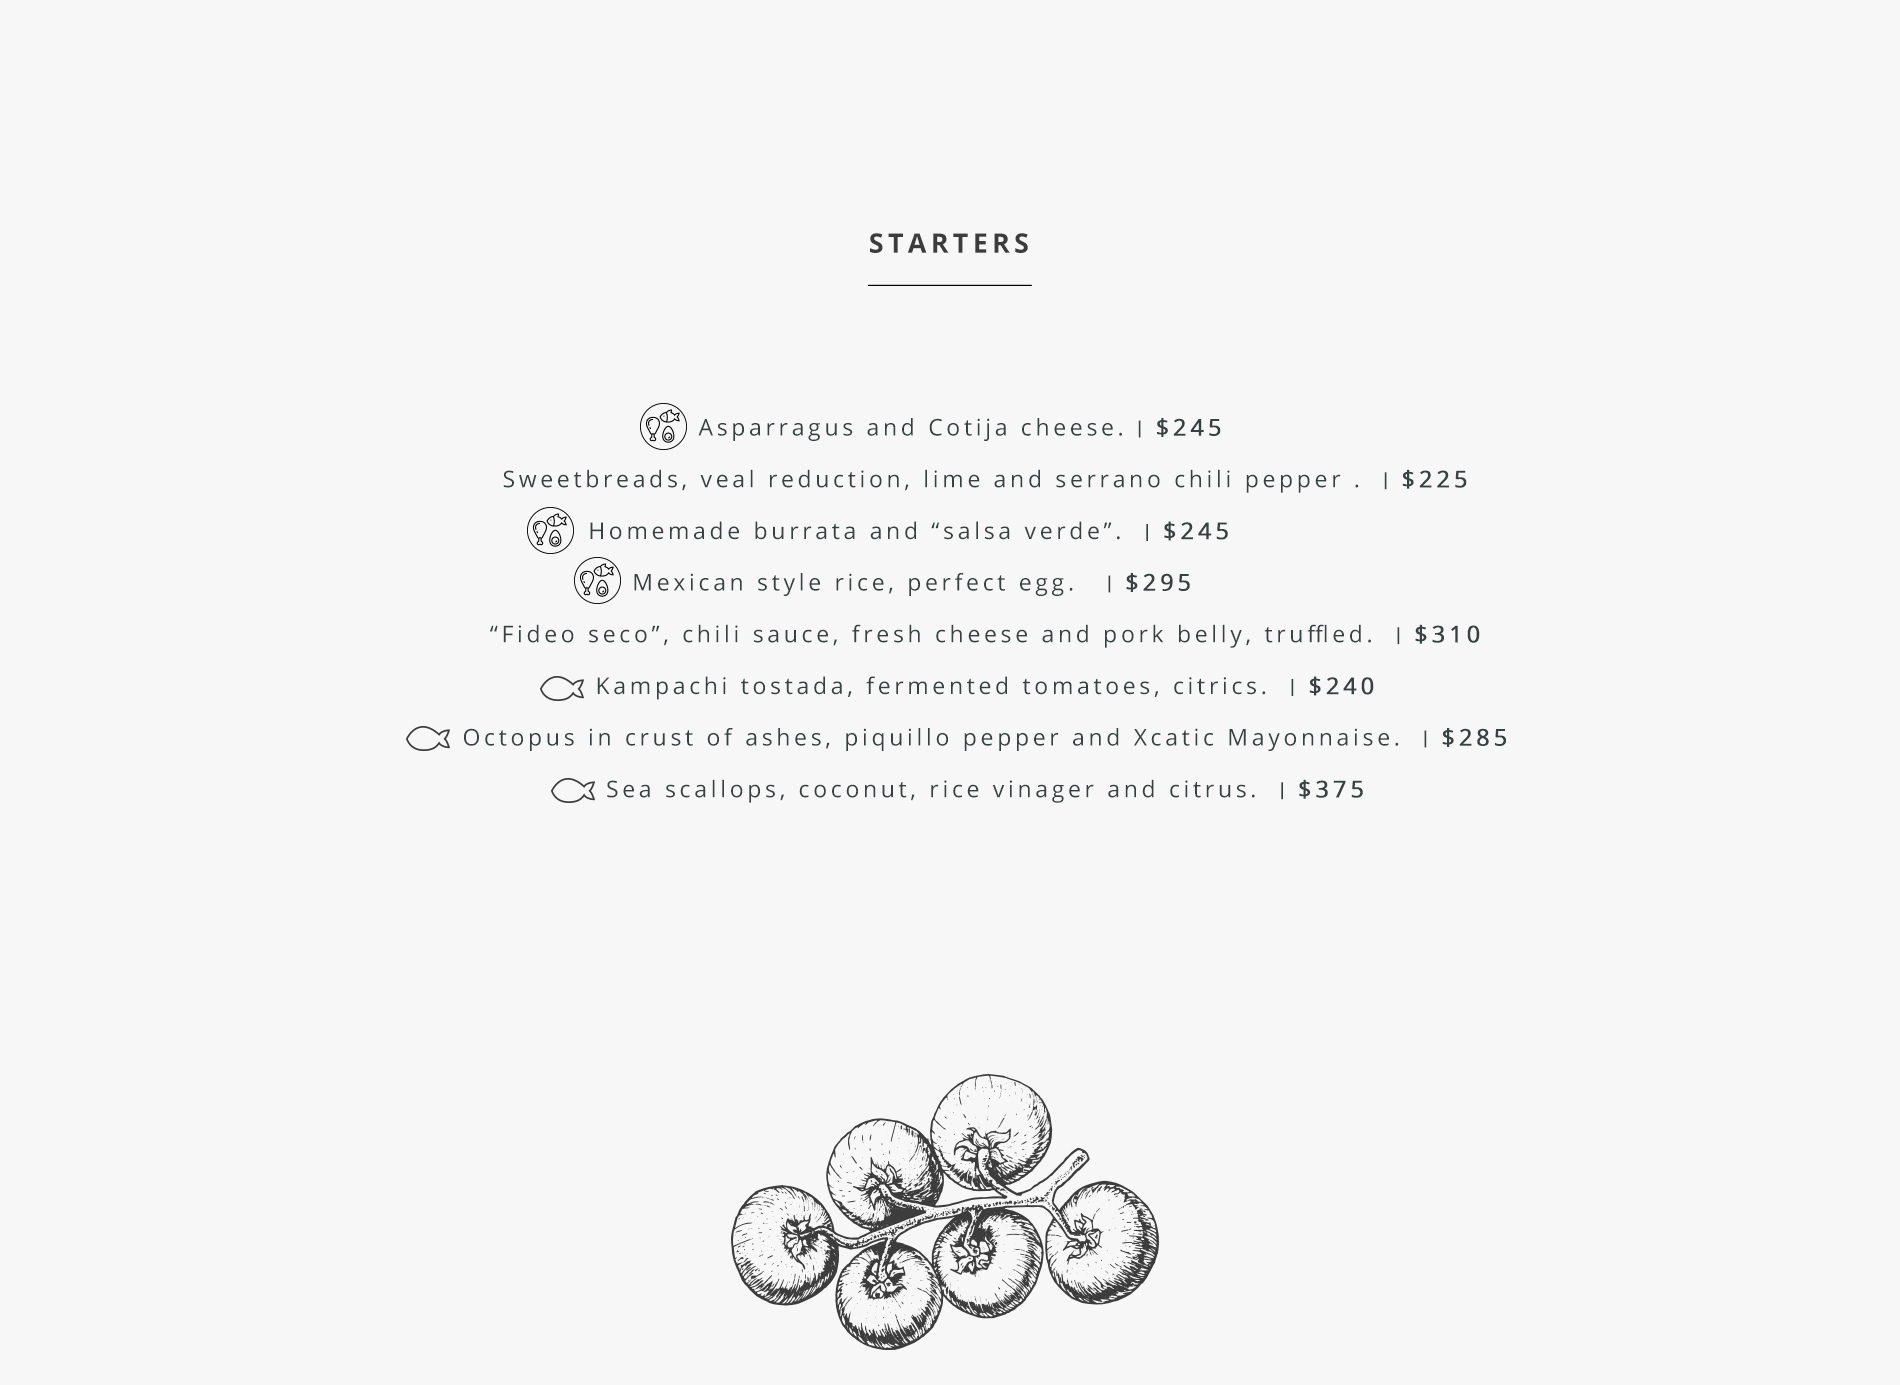 STARTERS
Asparragus and Cotija cheese. | $245
Sweetbreads, veal reduction, lime and serrano chili pepper . | $225
Homemade burrata and “salsa verde”. | $245
Mexican style rice, perfect egg. | $295
“Fideo seco”, chili sauce, fresh cheese and pork belly, truffled. | $310
Kampachi tostada, fermented tomatoes, citrics. | $240
Octopus in crust of ashes, piquillo pepper and Xcatic Mayonnaise. | $285
Sea scallops, coconut, rice vinager and citrus. | $375